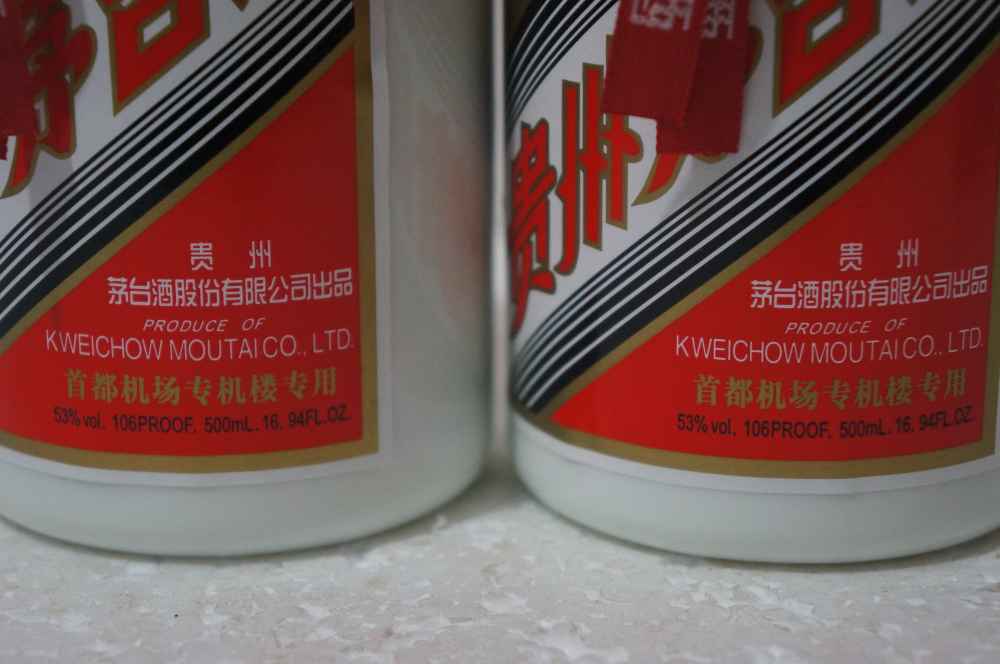 贵州
茅台酒股份有限公司出品
PRODUCE OF
KWEICHOW MOUTAI CO., LTD.
首都机场专机楼专用
53%vol. 106PROOF. 500mL. 16. 94FL.OZ.
贵州
贵州
茅台酒股份有限公司出品
PRODUCE OF
KWEICHOW MOUTAI CO., LTD.
首都机场专机楼专用
53%vol. 106PROOF. 500mL. 16. 94FL.OZ.